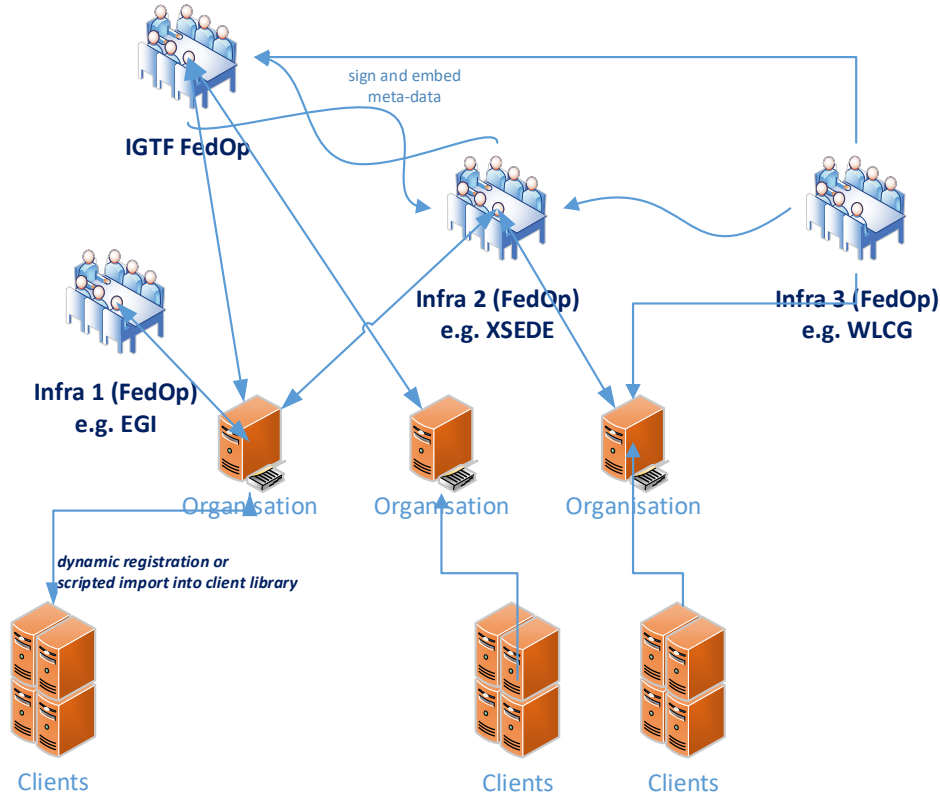 sign and embed
meta-data
IGTF FedOp
Infra 2 (FedOp)
e.g. XSEDE
Infra 3 (FedOp)
e.g. WLCG
Infra 1 (FedOp)
e.g. EGI
Organisation
Organisation
Organisation
dynamic registration or
scripted import into client library
Clients
Clients
Clients